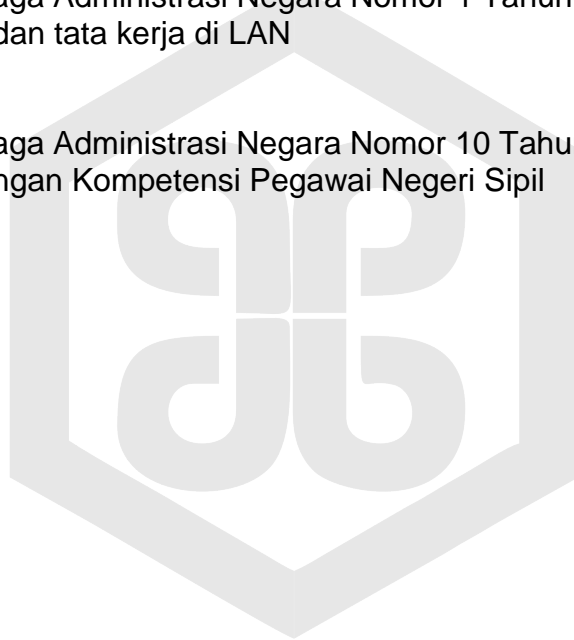 aga Administrasi Negara Nomor 1 Tahun
dan tata kerja di LAN
aga Administrasi Negara Nomor 10 Tahu
ngan Kompetensi Pegawai Negeri Sipil